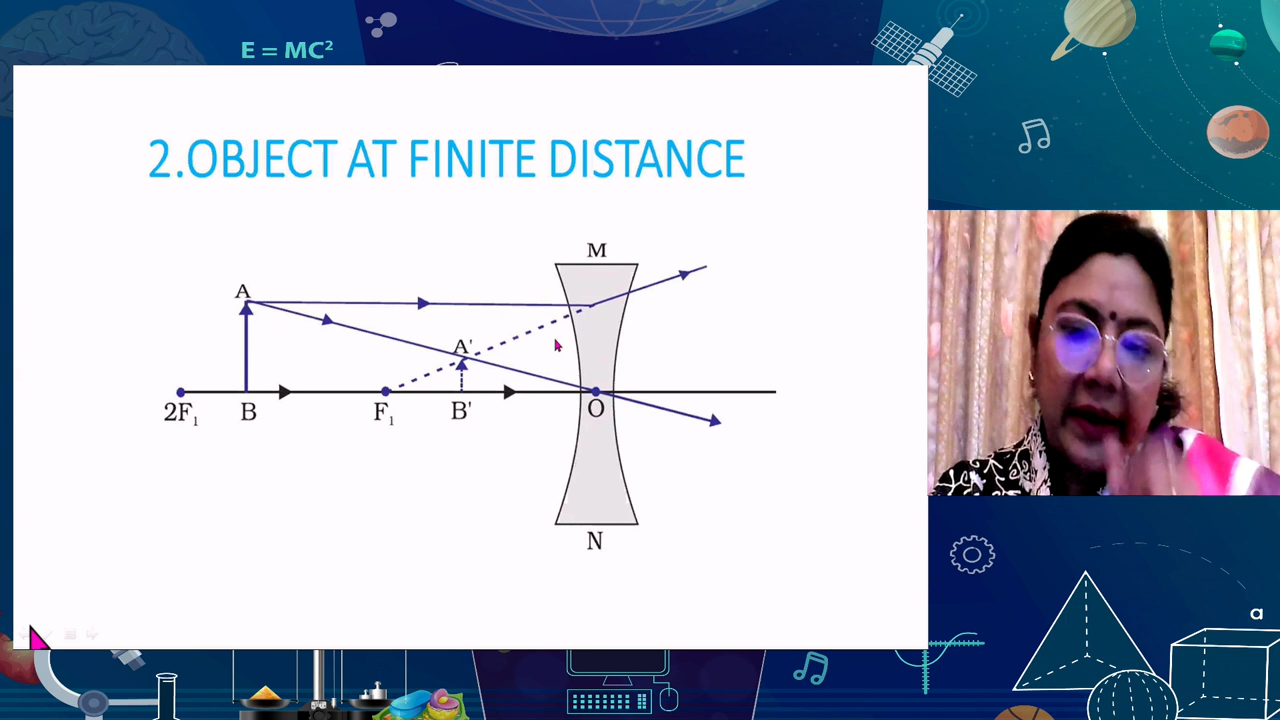 E = MC²
2.OBJECT AT FINITE DISTANCE
M
A
A'
2F₁ B F₁ B' O
N
a